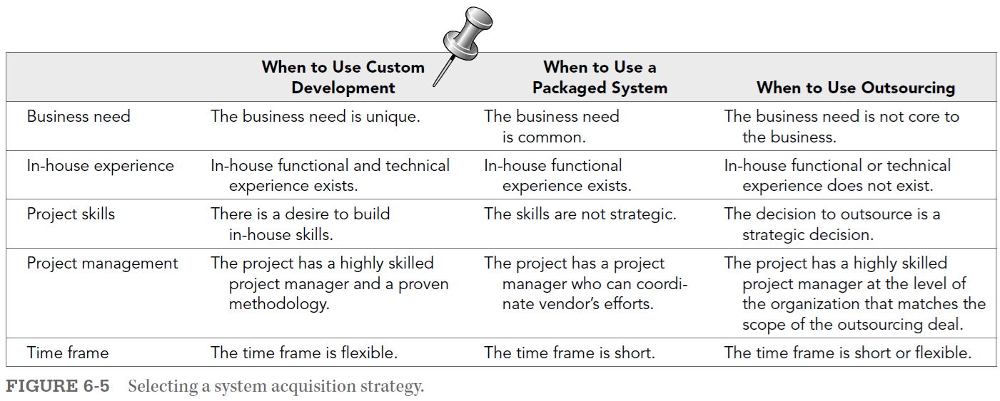 When to Use Custom Development
When to Use a Packaged System
When to Use Outsourcing
Business need
The business need is unique.
The business need
is common.
The business need is not core to
the business.
In-house experience
In-house functional and technical
experience exists.
In-house functional
experience exists.
In-house functional or technical
experience does not exist.
Project skills
There is a desire to build
in-house skills.
The skills are not strategic.
The decision to outsource is a
strategic decision.
Project management
The project has a highly skilled
project manager and a proven
methodology.
The project has a project
manager who can coordi-
nate vendor's efforts.
The project has a highly skilled
project manager at the level of
the organization that matches the
scope of the outsourcing deal.
Time frame
The time frame is flexible.
The time frame is short.
The time frame is short or flexible.
FIGURE 6-5 Selecting a system acquisition strategy.